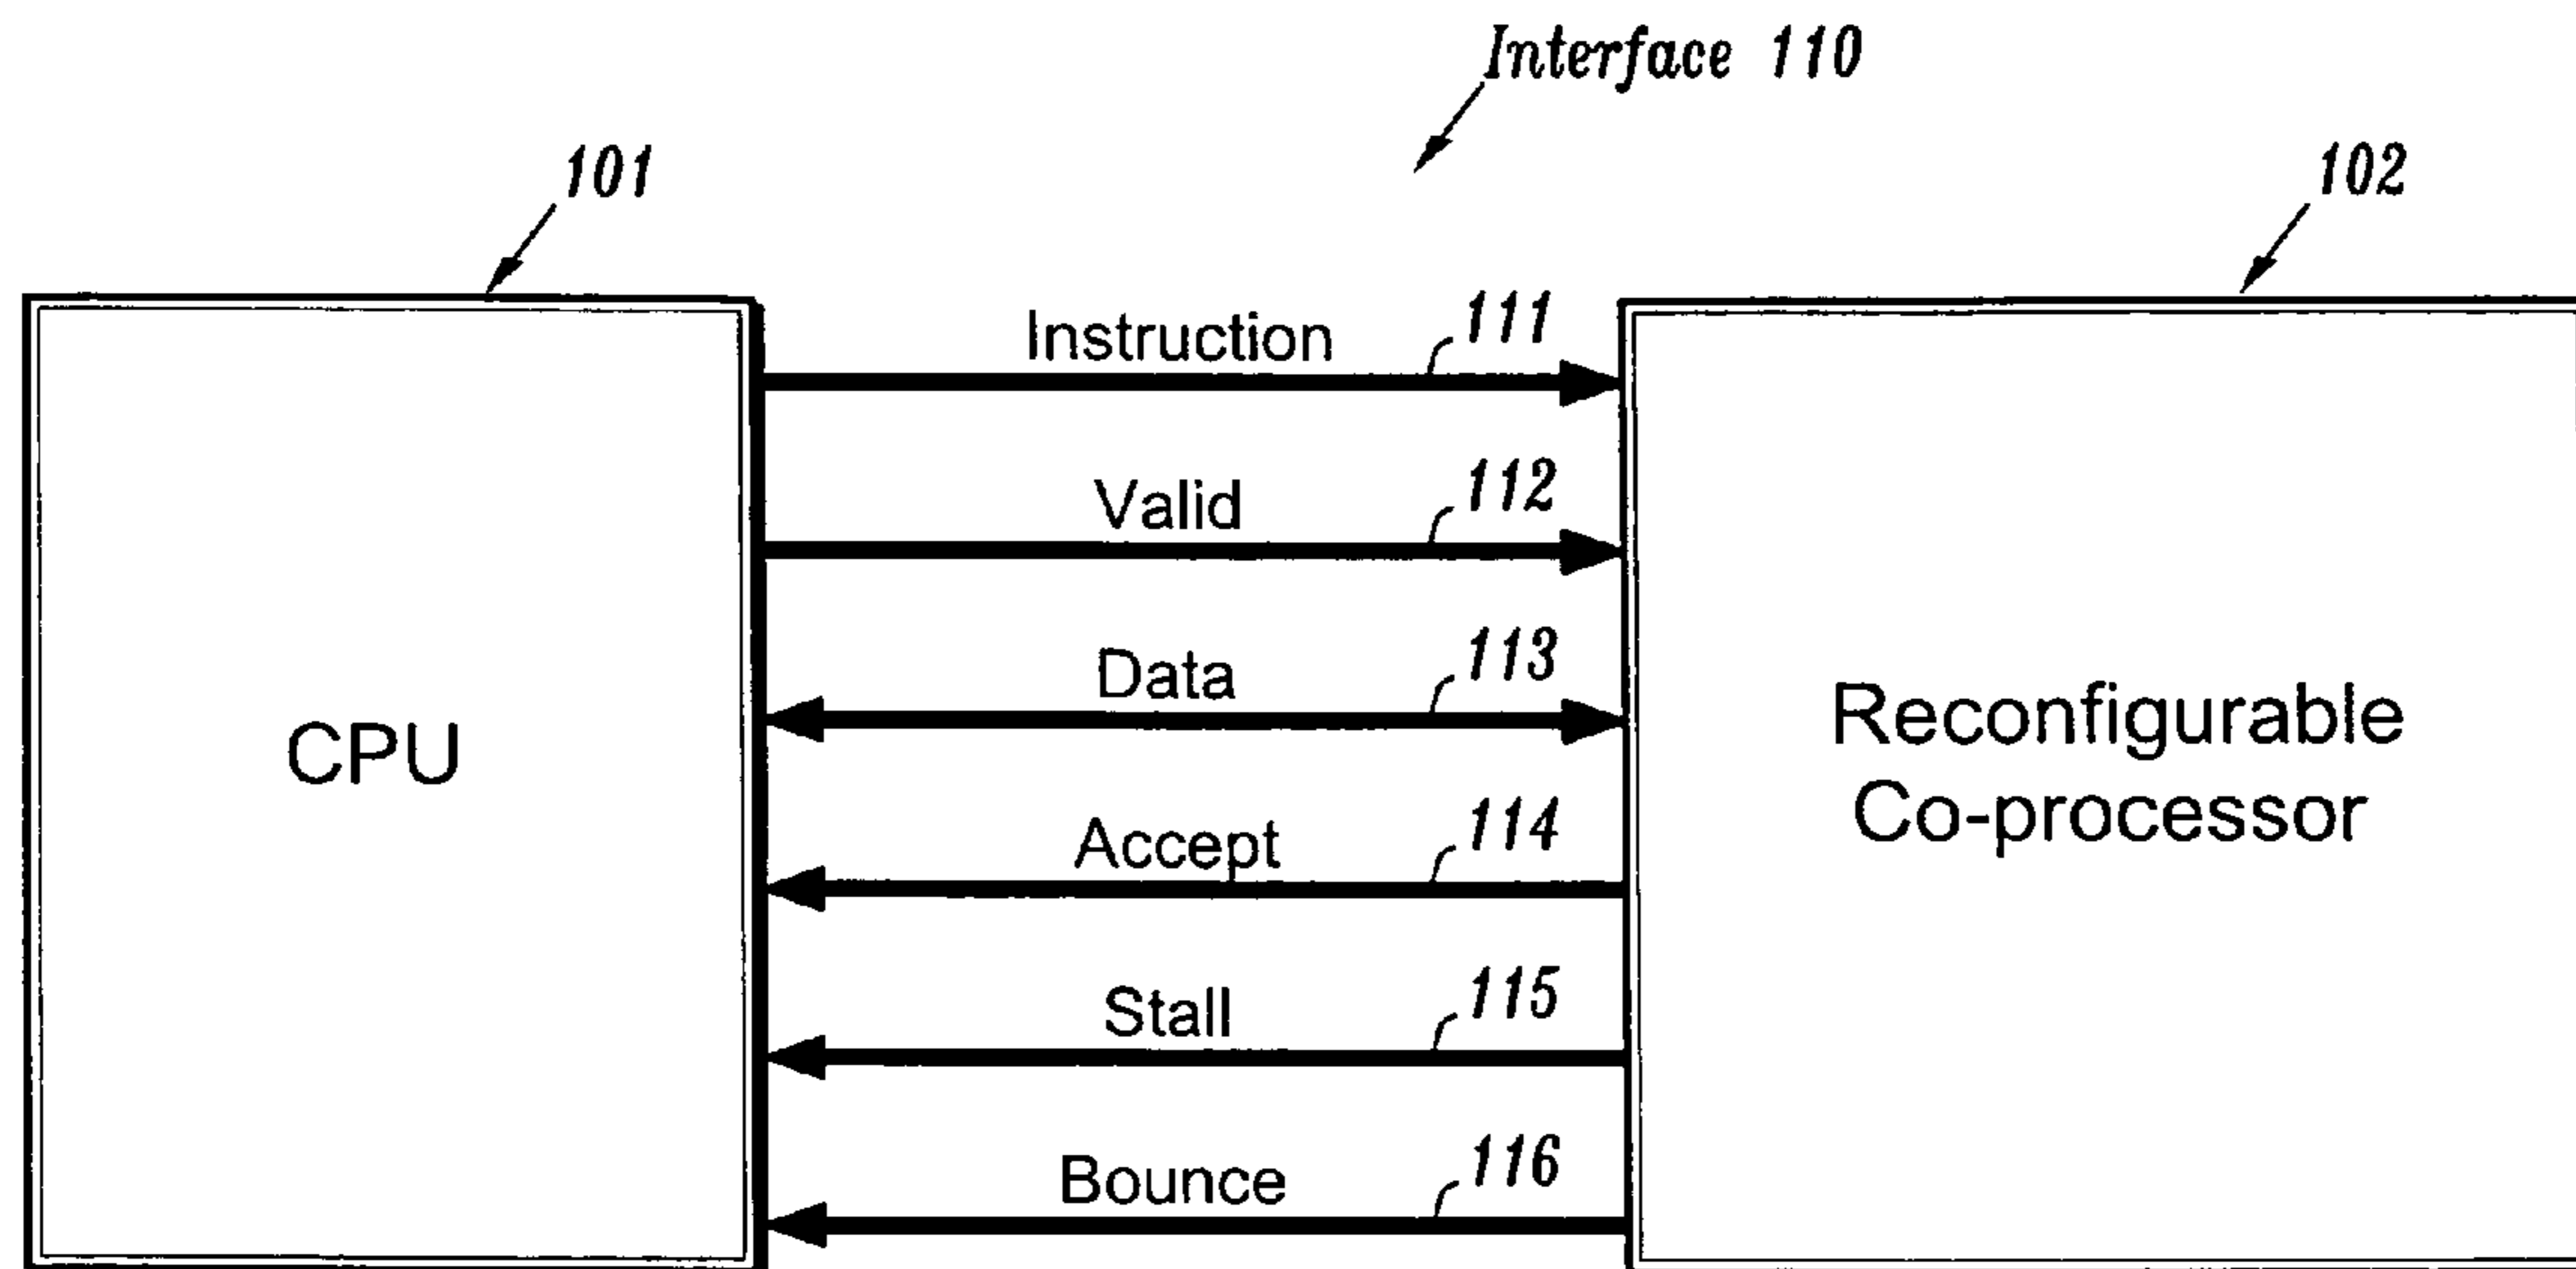 Interface 110
101
102
Instruction 111
Valid 112
Data 113
Accept 114
Stall 115
Bounce 116
CPU
Reconfigurable
Co-processor